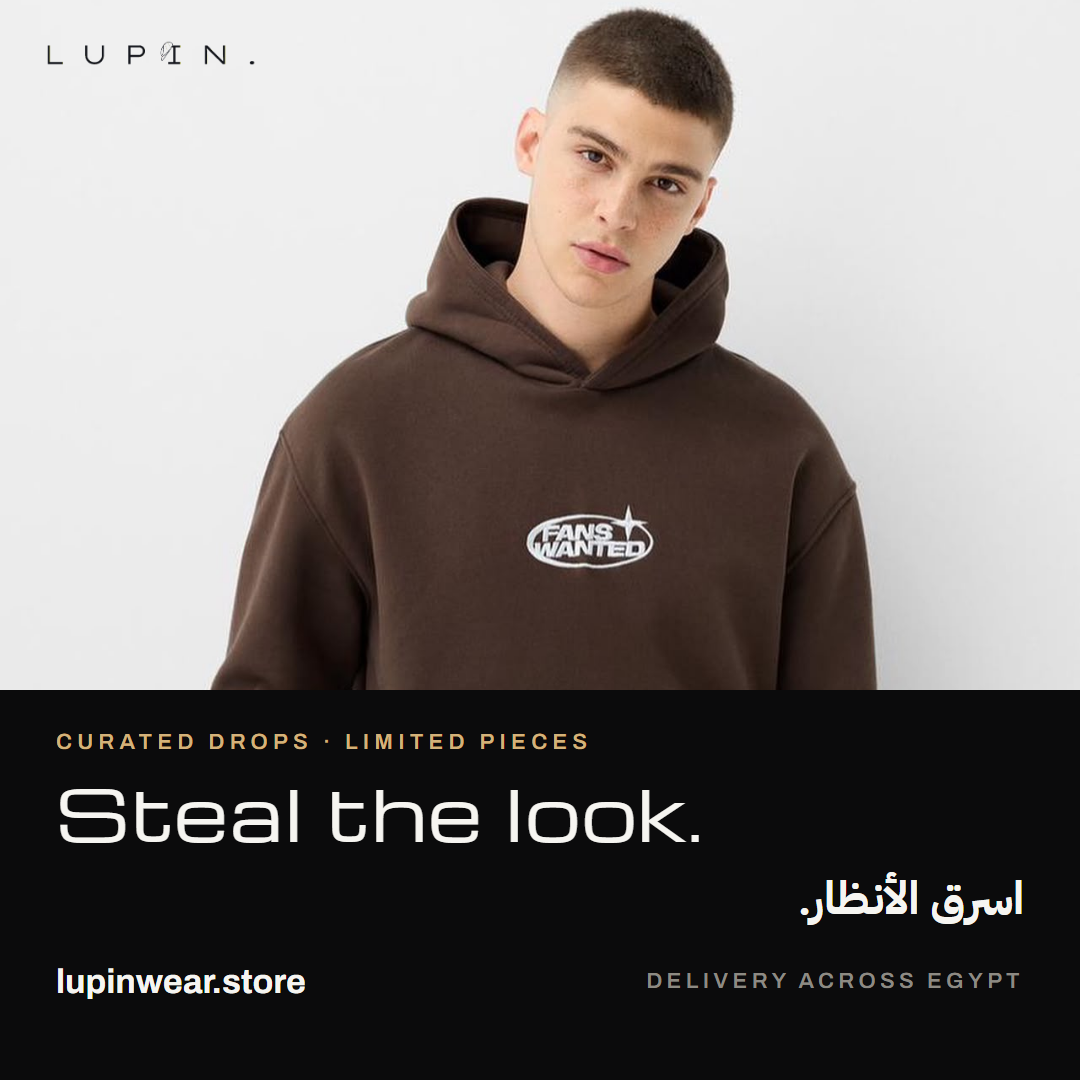 LUPIN.
FANS
WANTED
CURATED DROPS · LIMITED PIECES
Steal the look.
اسرق الأنظار.
lupinwear.store
DELIVERY ACROSS EGYPT